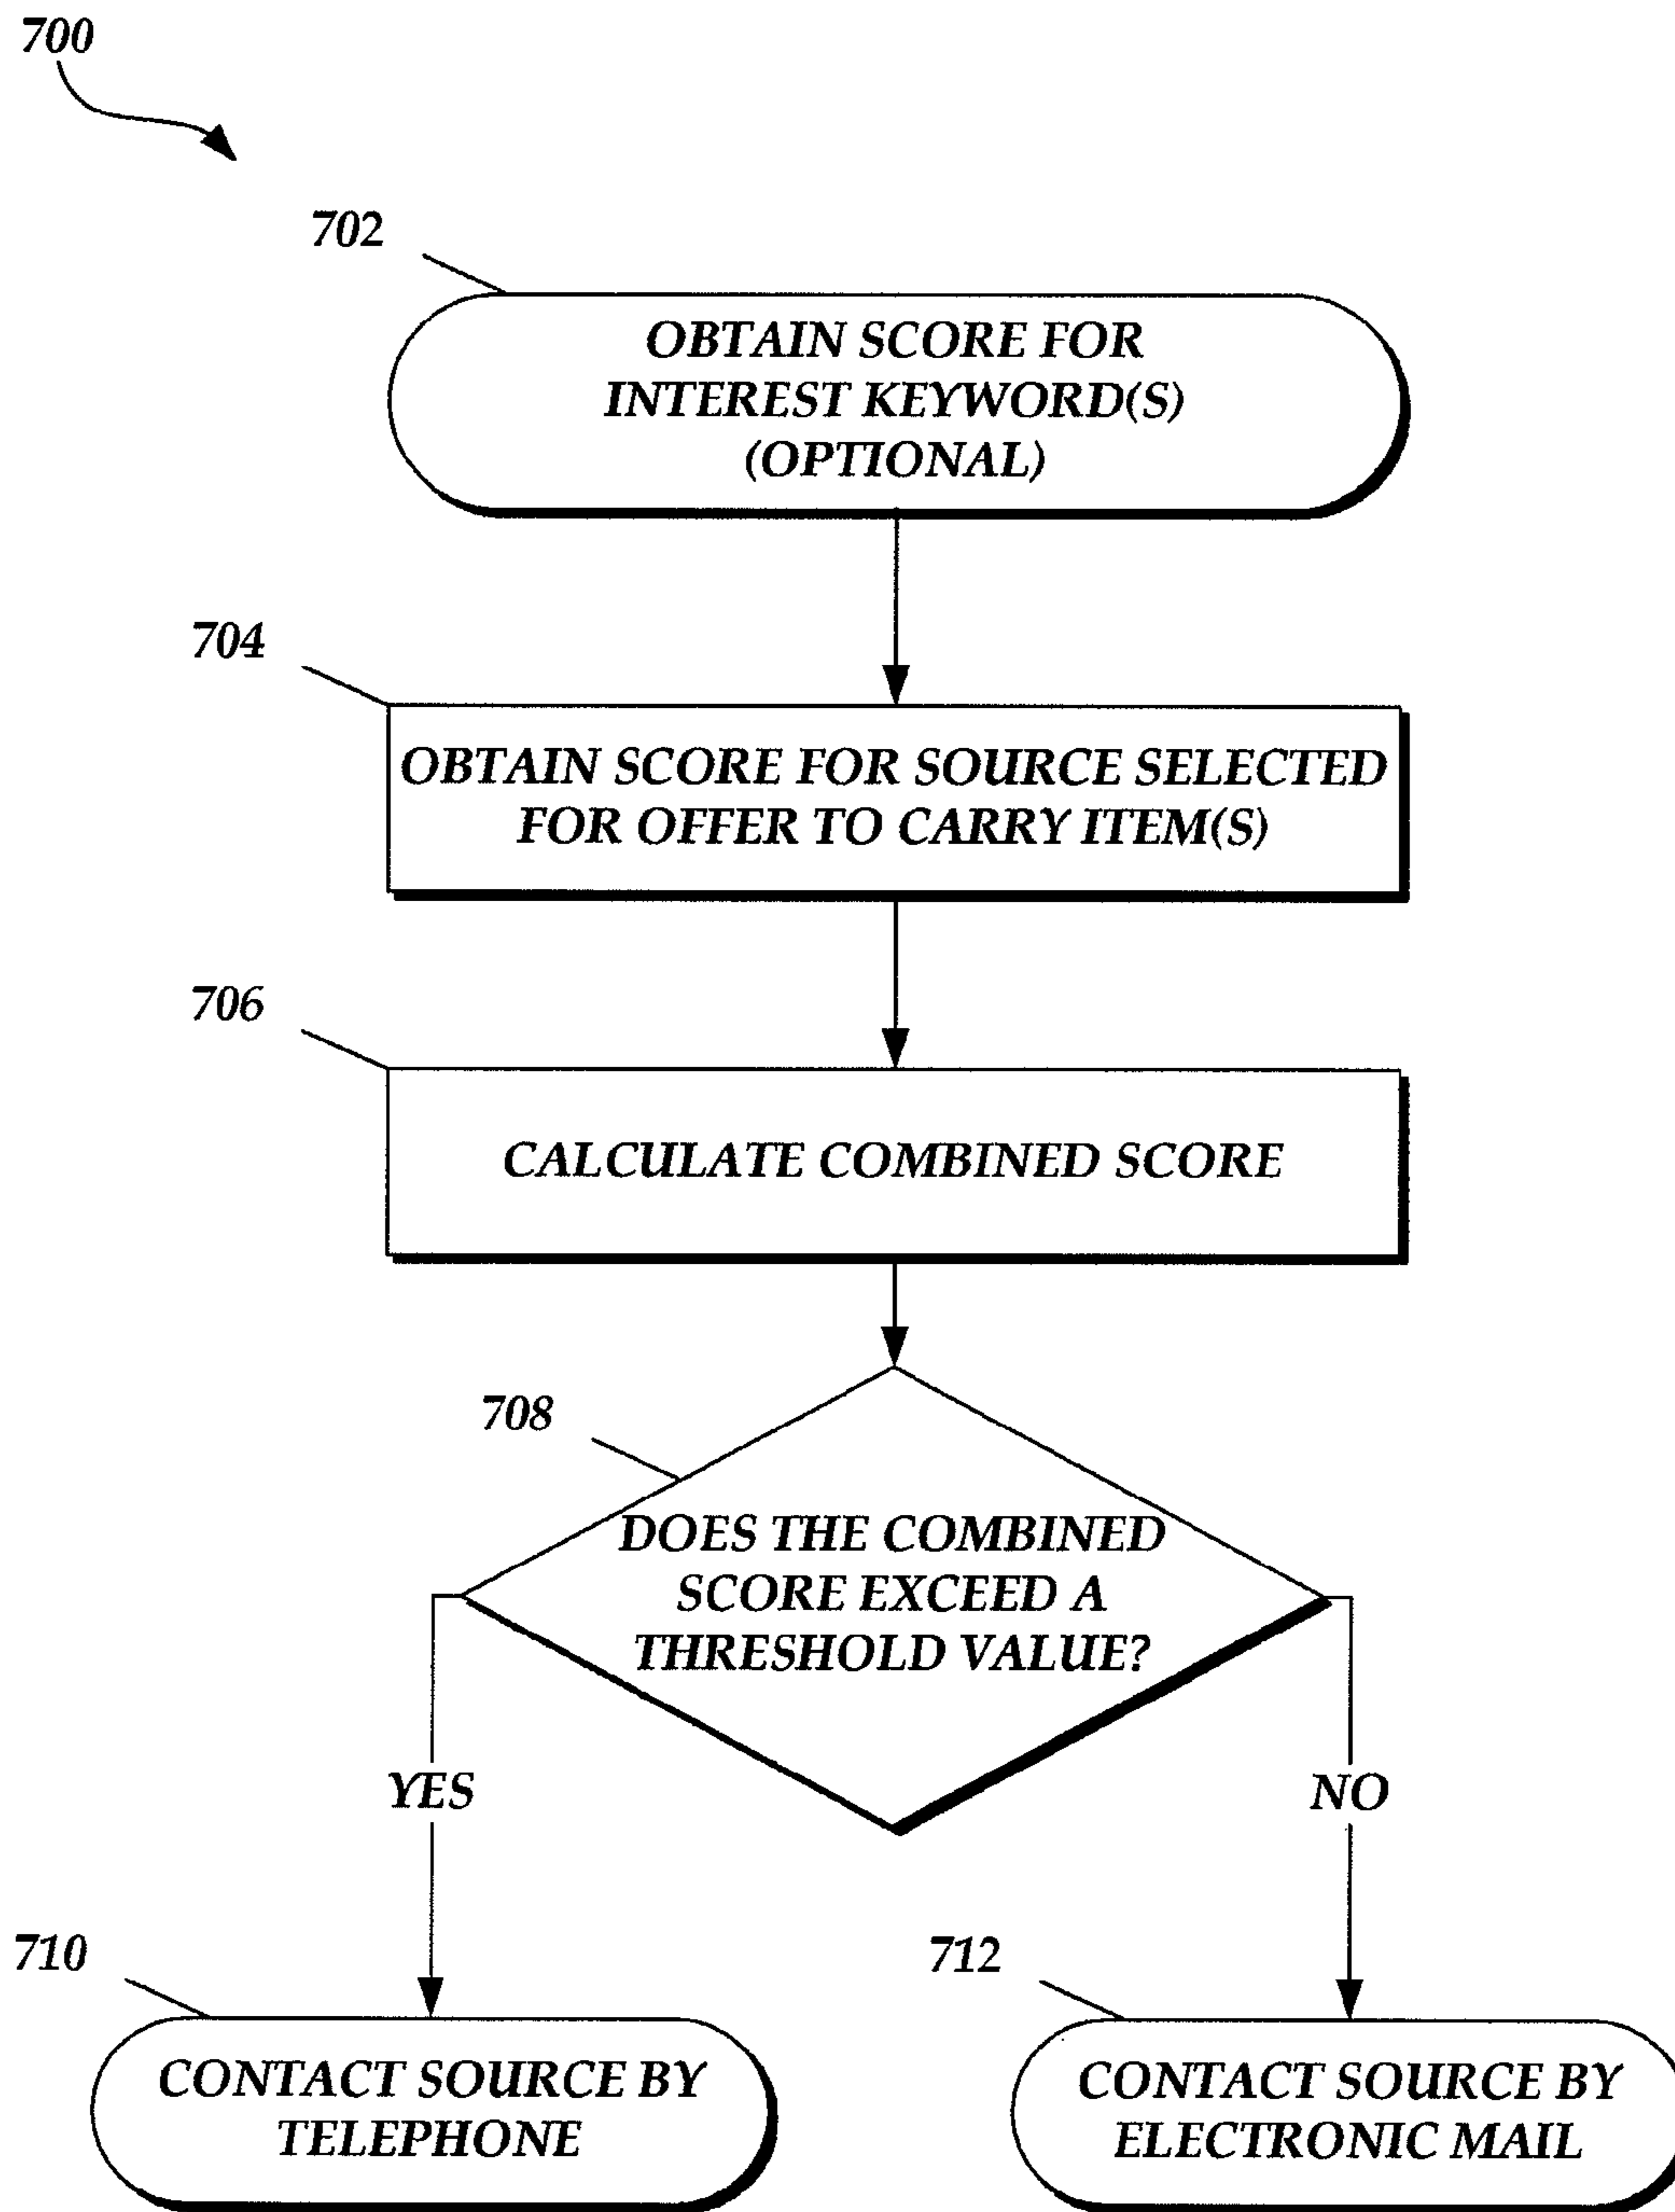 700
702
OBTAIN SCORE FOR
INTEREST KEYWORD(S)
(OPTIONAL)
704
OBTAIN SCORE FOR SOURCE SELECTED
FOR OFFER TO CARRY ITEM(S)
706
CALCULATE COMBINED SCORE
708
DOES THE COMBINED
SCORE EXCEED A
THRESHOLD VALUE?
YES
NO
710
CONTACT SOURCE BY
TELEPHONE
712
CONTACT SOURCE BY
ELECTRONIC MAIL